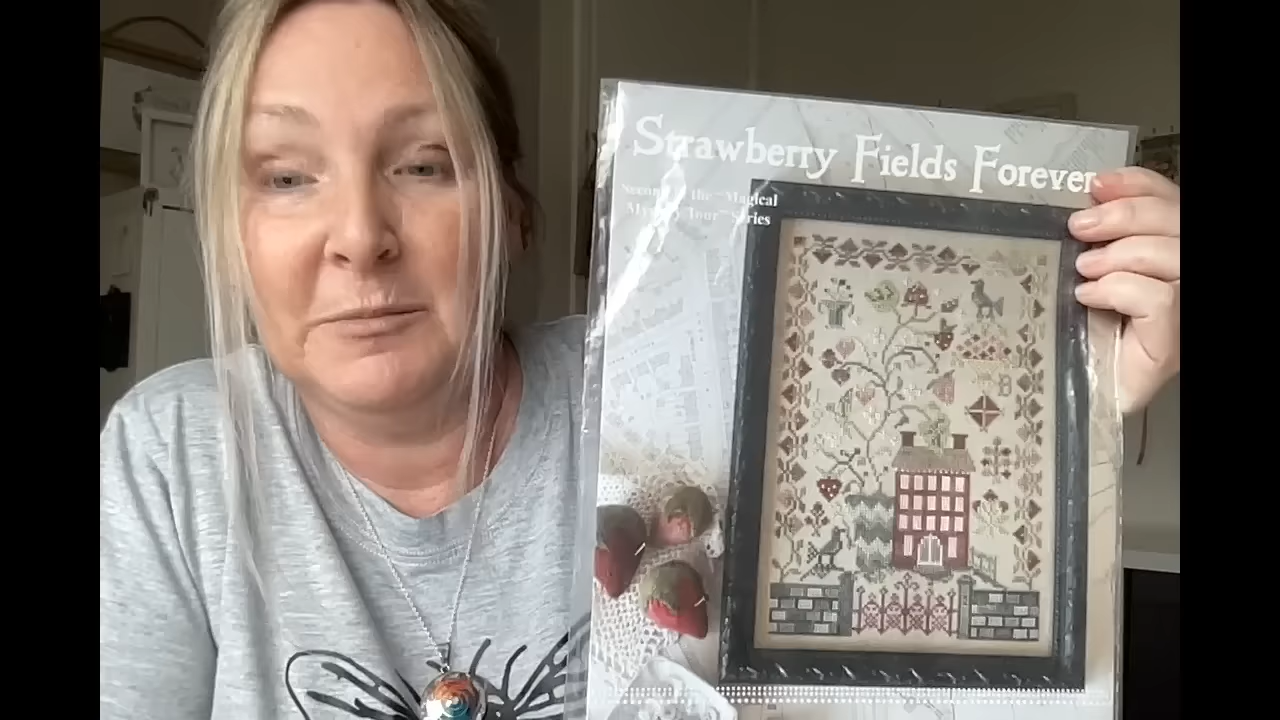 Strawberry Fields Forever
Second in the "Magical
Mystery Tour" Series